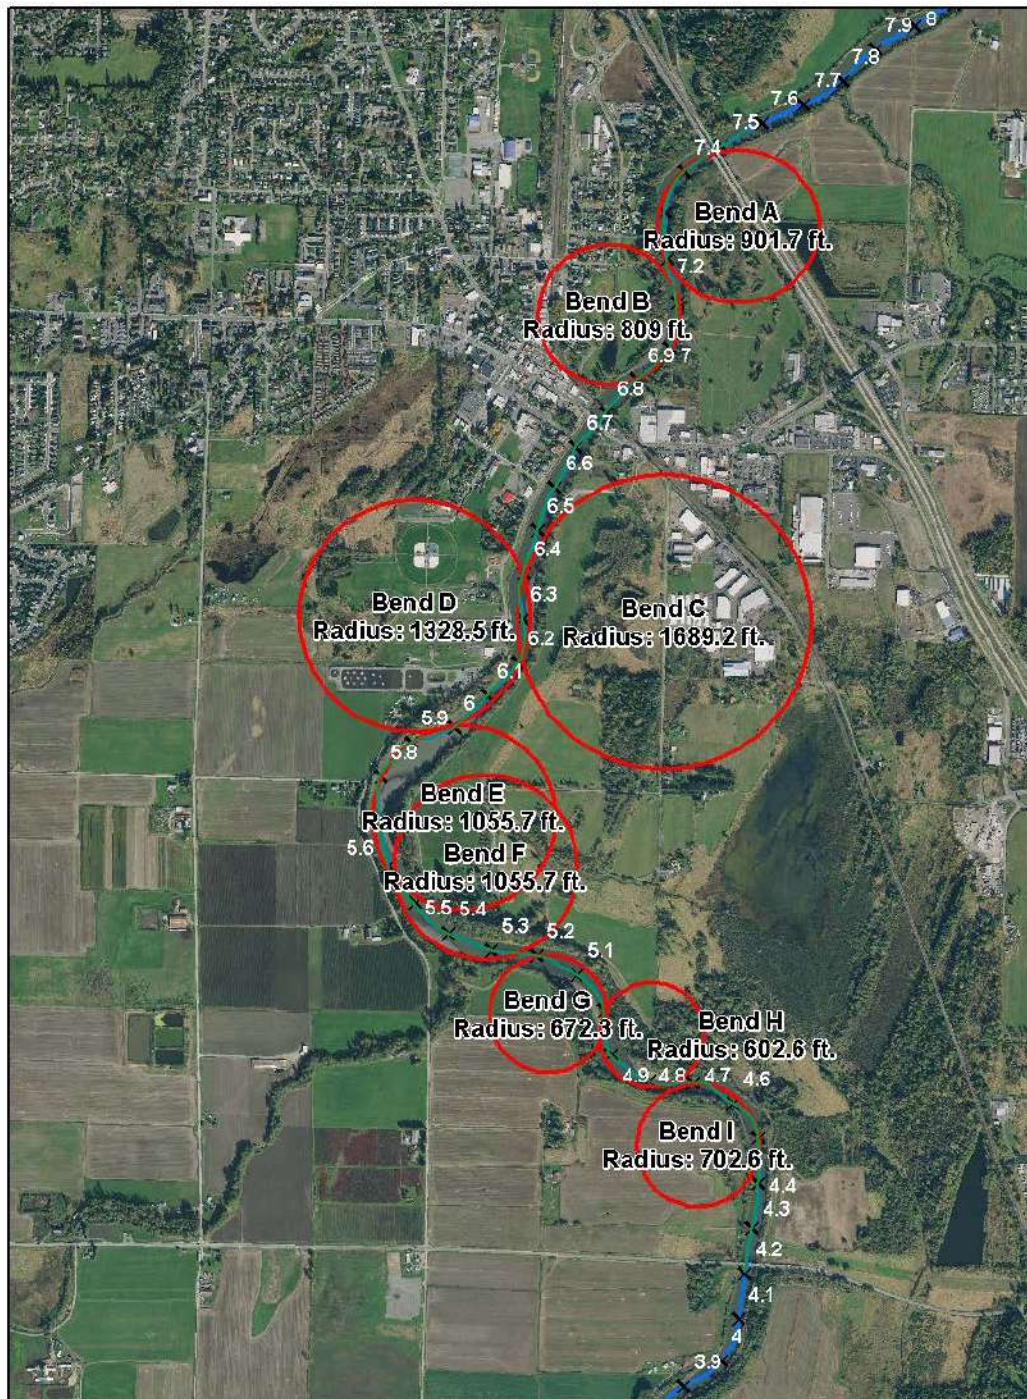 7.9
8
7.8
7.7
7.6
7.5
7.4
Bend A
Radius: 901.7 ft.
7.2
Bend B
Radius: 809 ft.
6.9
7
6.8
6.7
6.6
6.5
6.4
6.3
Bend D
Radius: 1328.5 ft.
Bend C
Radius: 1689.2 ft.
6.2
6.1
6
5.9
5.8
Bend E
Radius: 1055.7 ft.
5.6
Bend F
Radius: 1055.7 ft.
5.5
5.4
5.3
5.2
5.1
Bend G
Radius: 672.3 ft.
Bend H
Radius: 602.6 ft.
4.9
4.8
4.7
4.6
Bend I
Radius: 702.6 ft.
4.4
4.3
4.2
4.1
4
3.9